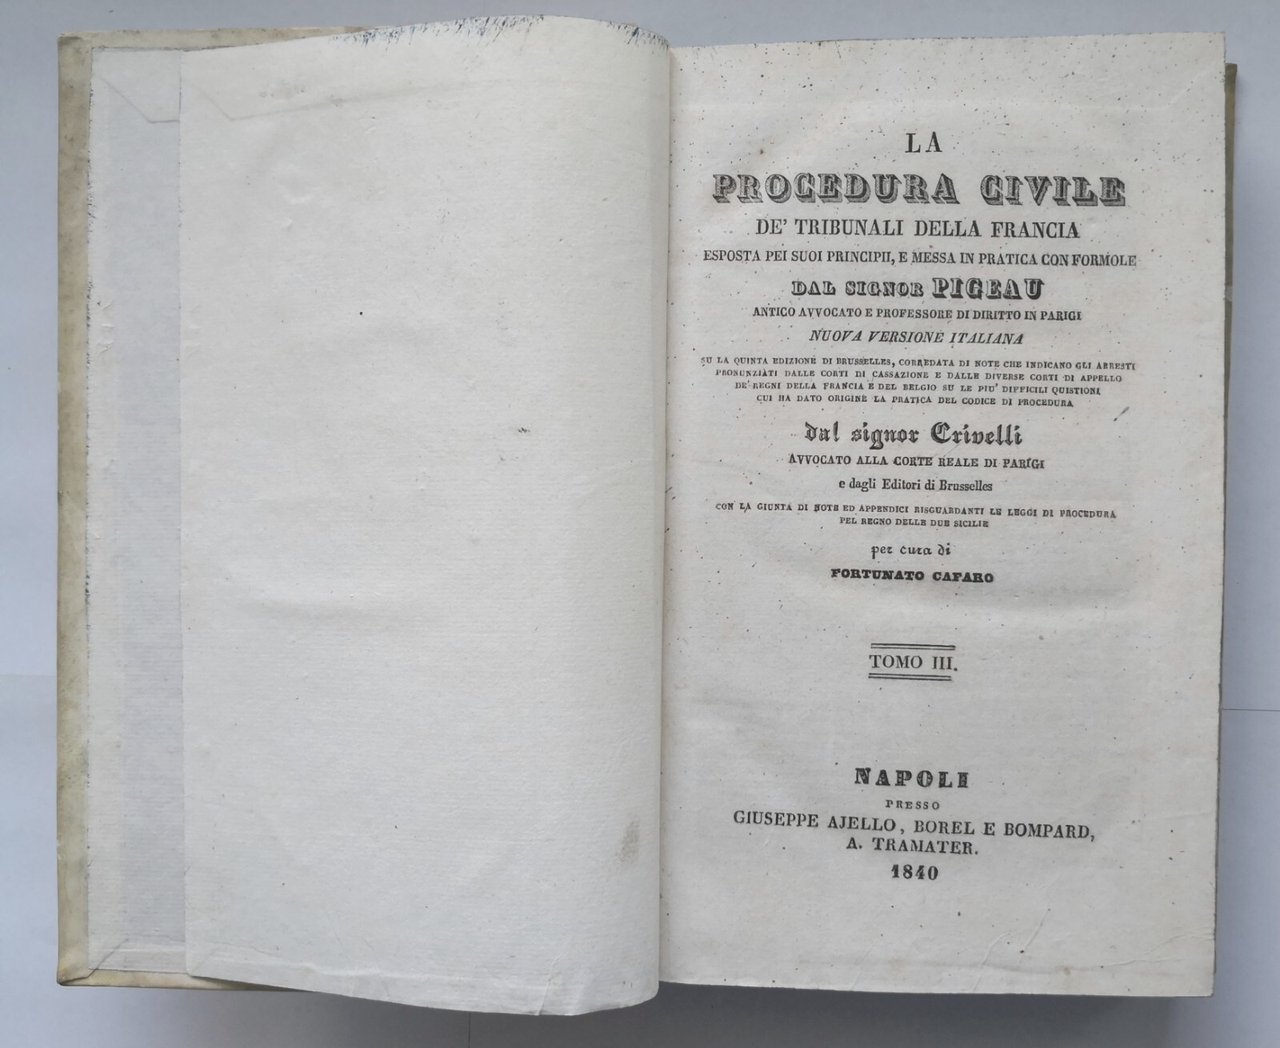 LA
PROCEDURA CIVILE
DE' TRIBUNALI DELLA FRANCIA
ESPOSTA PEI SUOI PRINCIPII, E MESSA IN PRATICA CON FORMOLE
DAL SIGNOR PIGEAU
ANTICO AVVOCATO E PROFESSORE DI DIRITTO IN PARIGI
NUOVA VERSIONE ITALIANA
SU LA QUINTA EDIZIONE DI BRUSSELLES, CORREDATA DI NOTE CHE INDICANO GLI ARRESTI
PRONUNZIATI DALLE CORTI DI CASSAZIONE E DALLE DIVERSE CORTI DI APPELLO
DE' REGNI DELLA FRANCIA E DEL BELGIO SU LE PIU' DIFFICILI QUISTIONI
CUI HA DATO ORIGINE LA PRATICA DEL CODICE DI PROCEDURA
dal signor Crivelli
AVVOCATO ALLA CORTE REALE DI PARIGI
e dagli Editori di Brusselles
CON LA GIUNTA DI NOTE ED APPENDICI RISGUARDANTI LE LEGGI DI PROCEDURA
PEL REGNO DELLE DUE SICILIE
per cura di
FORTUNATO CAFARO
TOMO III.
NAPOLI
PRESSO
GIUSEPPE AJELLO, BOREL E BOMPARD,
A. TRAMATER.
1840